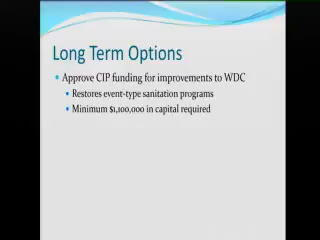 Long Term Options
Approve CIP funding for improvements to WDC
Restores event-type sanitation programs
Minimum $1,100,000 in capital required